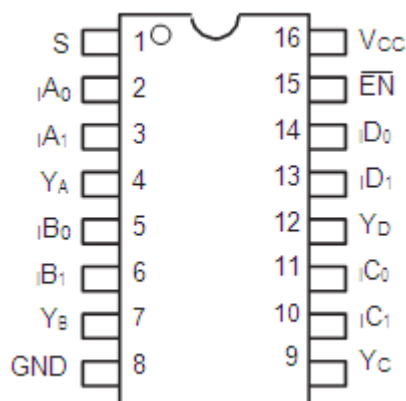 S 1 16 VCC
IA0 2 15 EN
IA1 3 14 ID0
YA 4 13 ID1
IB0 5 12 YD
IB1 6 11 IC0
YB 7 10 IC1
GND 8 9 YC